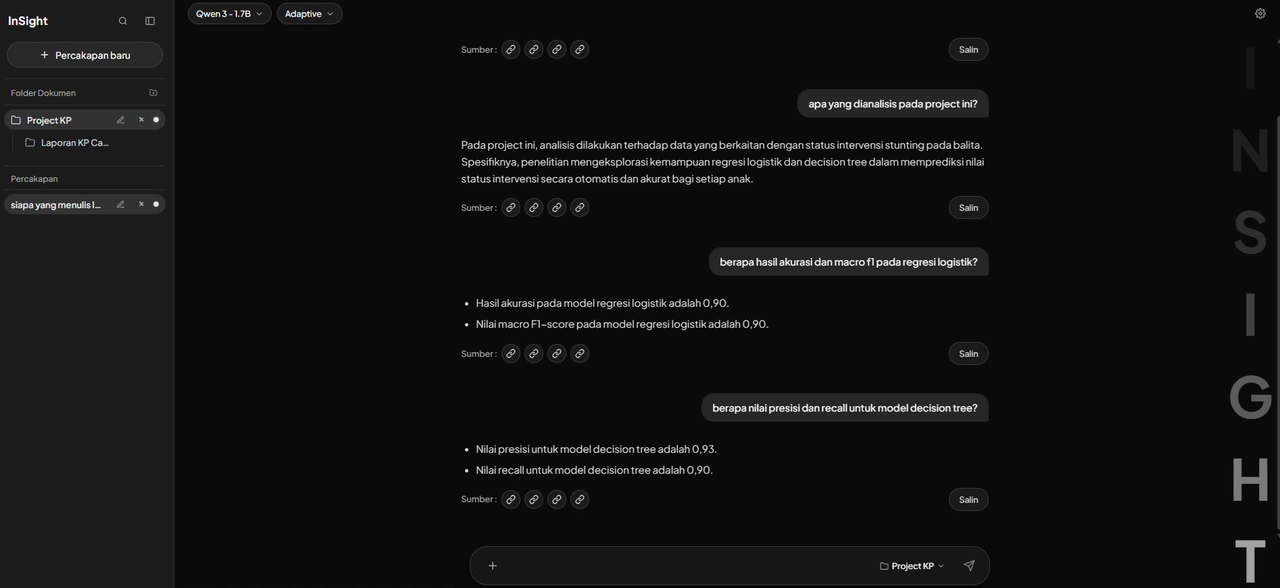 InSight
Percakapan baru
Folder Dokumen
Project KP
Laporan KP Ca...
Percakapan
siapa yang menulis l...
Qwen 3 - 1.7B
Adaptive
Sumber :
Salin
apa yang dianalisis pada project ini?
Pada project ini, analisis dilakukan terhadap data yang berkaitan dengan status intervensi stunting pada balita.
Spesifiknya, penelitian mengeksplorasi kemampuan regresi logistik dan decision tree dalam memprediksi nilai
status intervensi secara otomatis dan akurat bagi setiap anak.
Sumber :
Salin
berapa hasil akurasi dan macro f1 pada regresi logistik?
• Hasil akurasi pada model regresi logistik adalah 0,90.
• Nilai macro F1-score pada model regresi logistik adalah 0,90.
Sumber :
Salin
berapa nilai presisi dan recall untuk model decision tree?
• Nilai presisi untuk model decision tree adalah 0,93.
• Nilai recall untuk model decision tree adalah 0,90.
Sumber :
Salin
Project KP
I
N
S
I
G
H
T